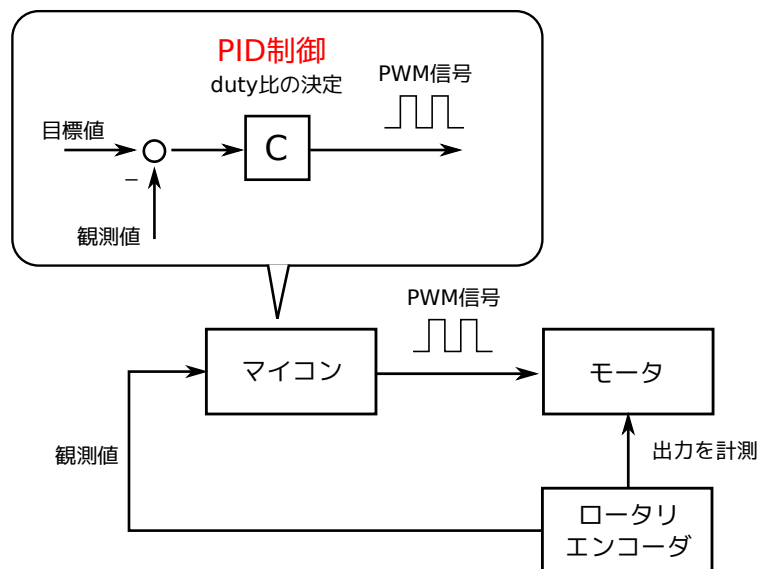 PID制御
duty比の決定
PWM信号
目標値
C
−
観測値
PWM信号
マイコン
モータ
観測値
出力を計測
ロータリ
エンコーダ